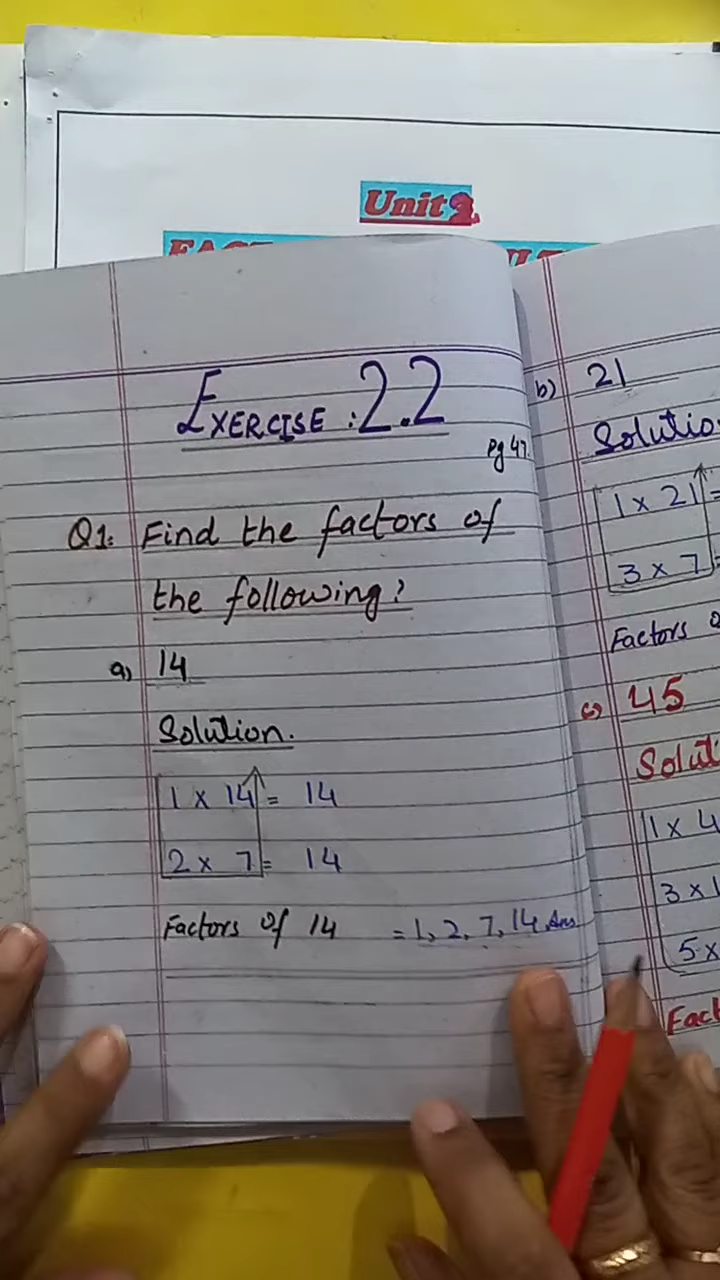 Unit 2
Exercise : 2.2
Pg 47.
Q1: Find the factors of
the following?
a) 14
Solution.
1 x 14 = 14
2 x 7 = 14
Factors of 14 = 1, 2, 7, 14 Ans
b) 21
Solutio
1 x 21 =
3 x 7 =
Factors o
c) 45
Solut
1 x 4
3 x 1
5 x
Fact